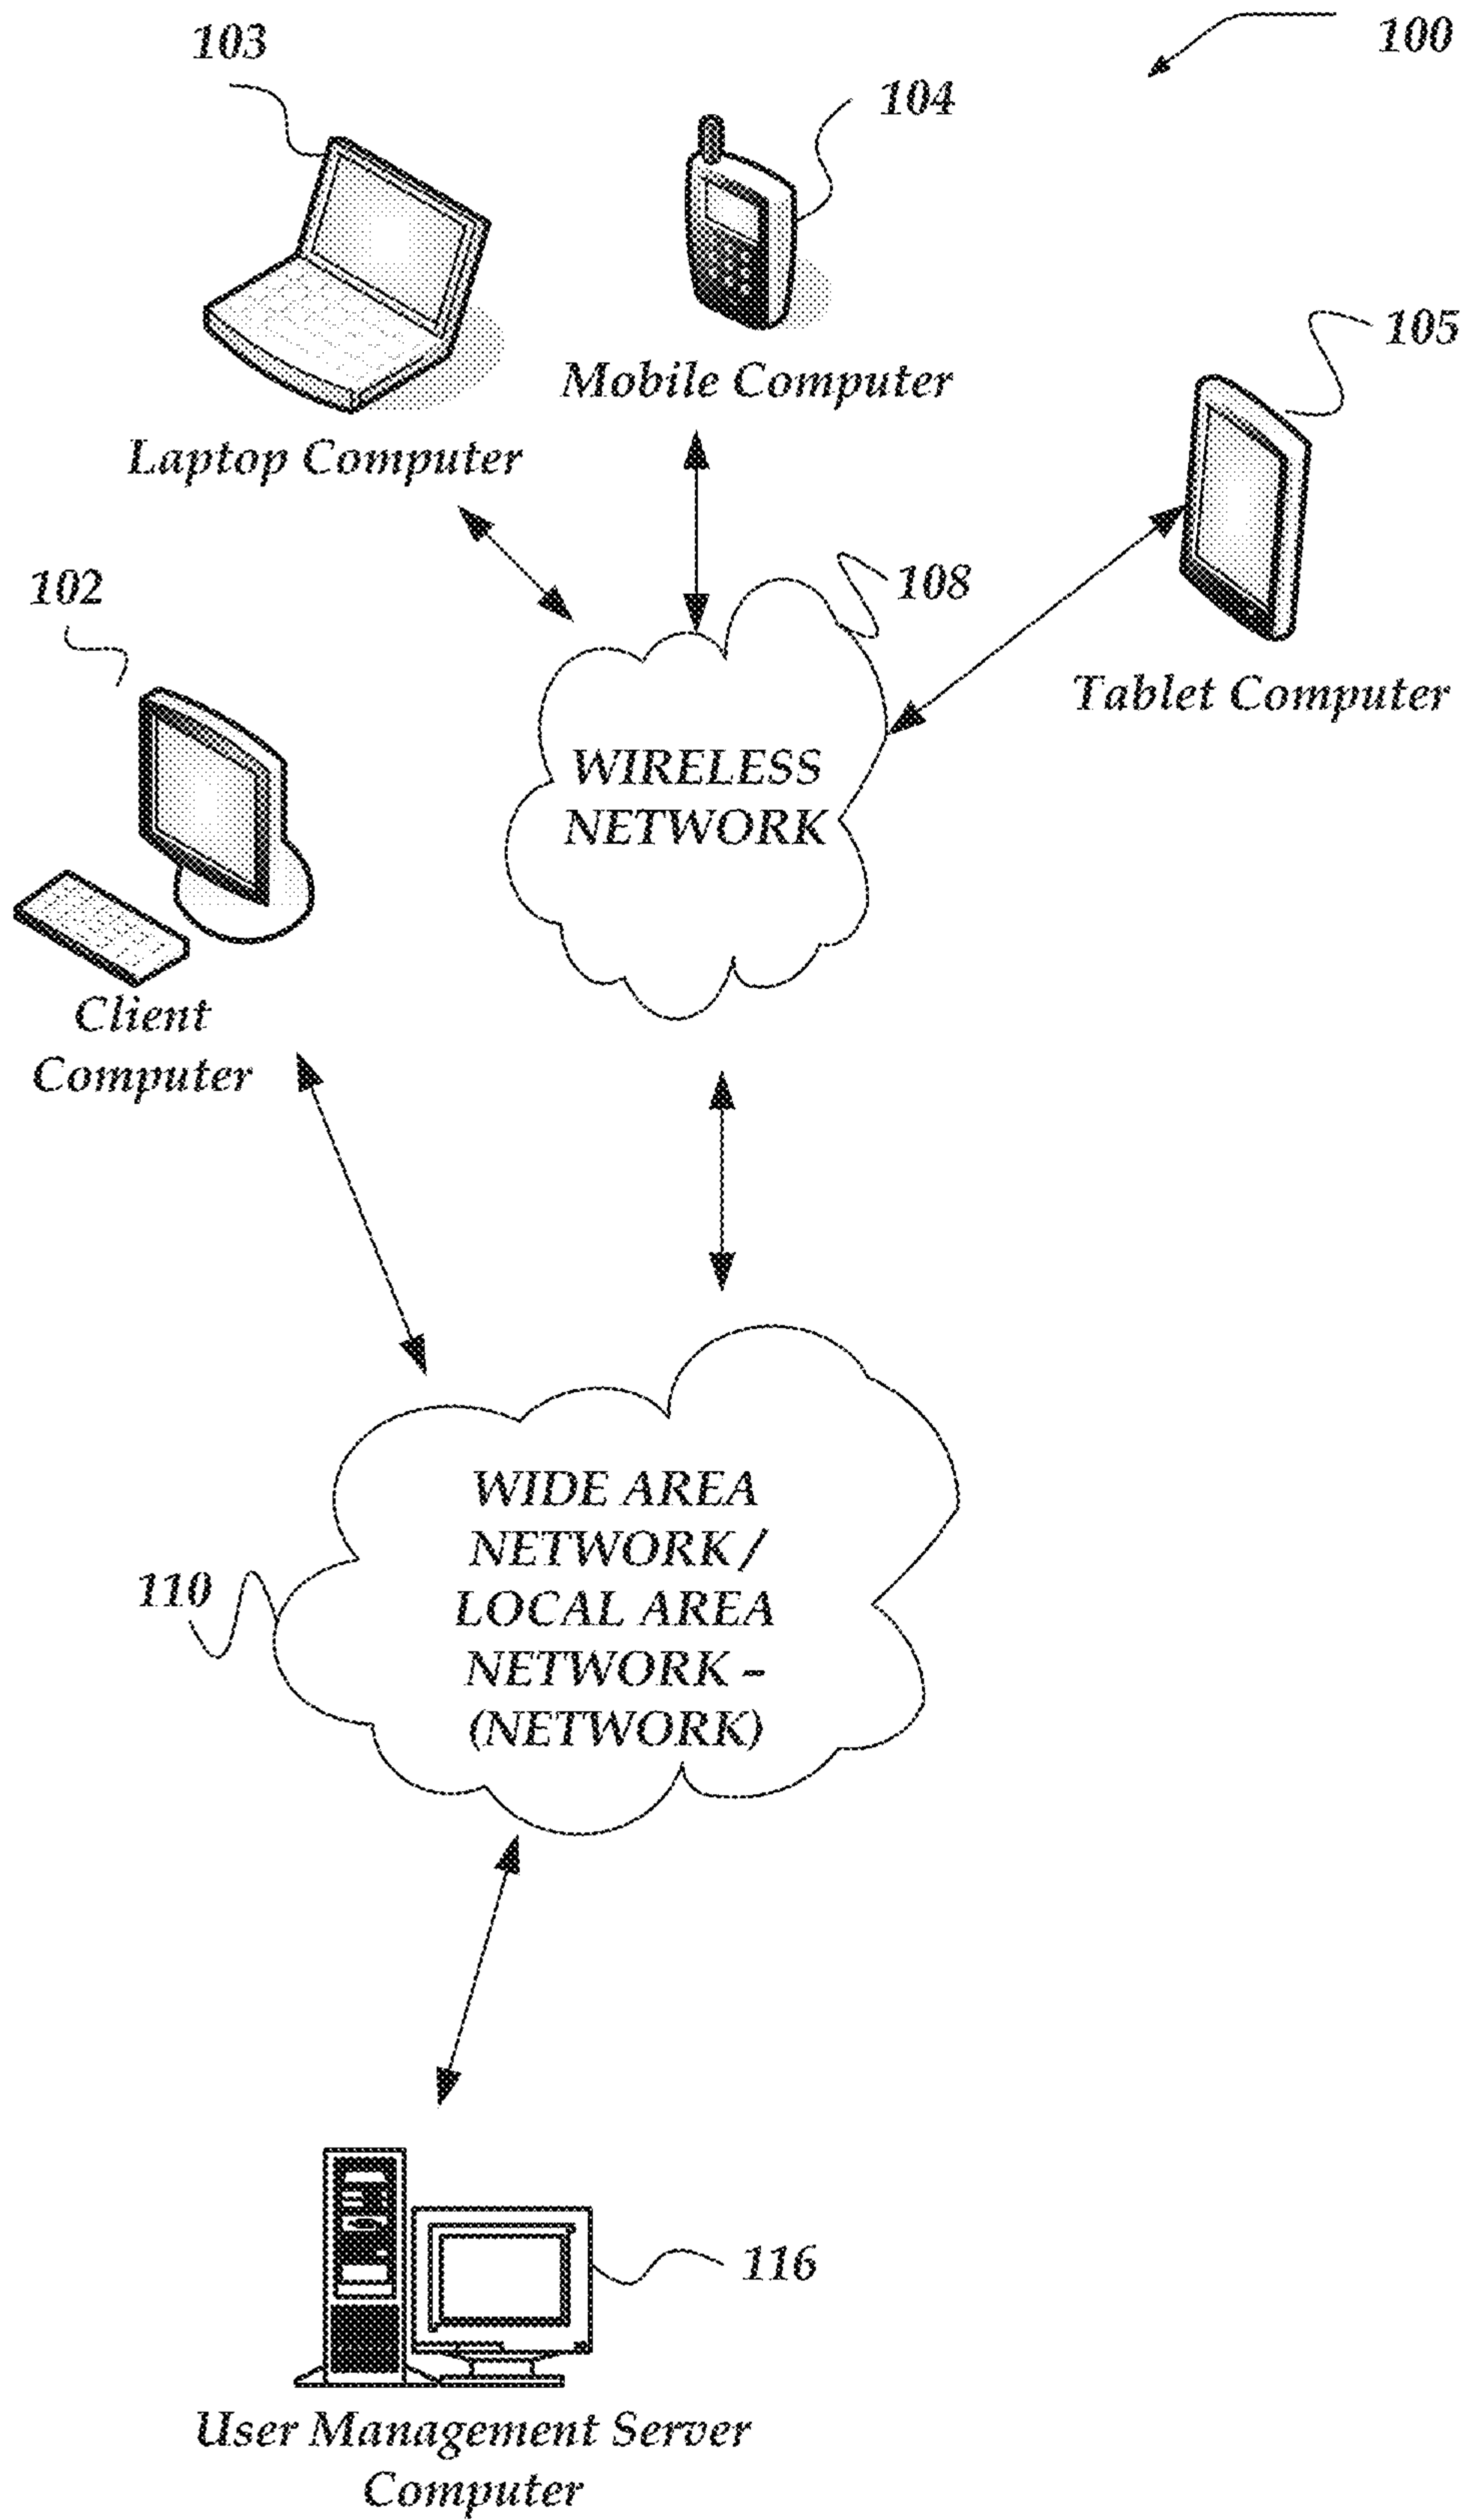 100
103
104
105
Mobile Computer
Laptop Computer
108
102
Tablet Computer
WIRELESS
NETWORK
Client
Computer
WIDE AREA
NETWORK /
LOCAL AREA
NETWORK –
(NETWORK)
110
116
User Management Server
Computer